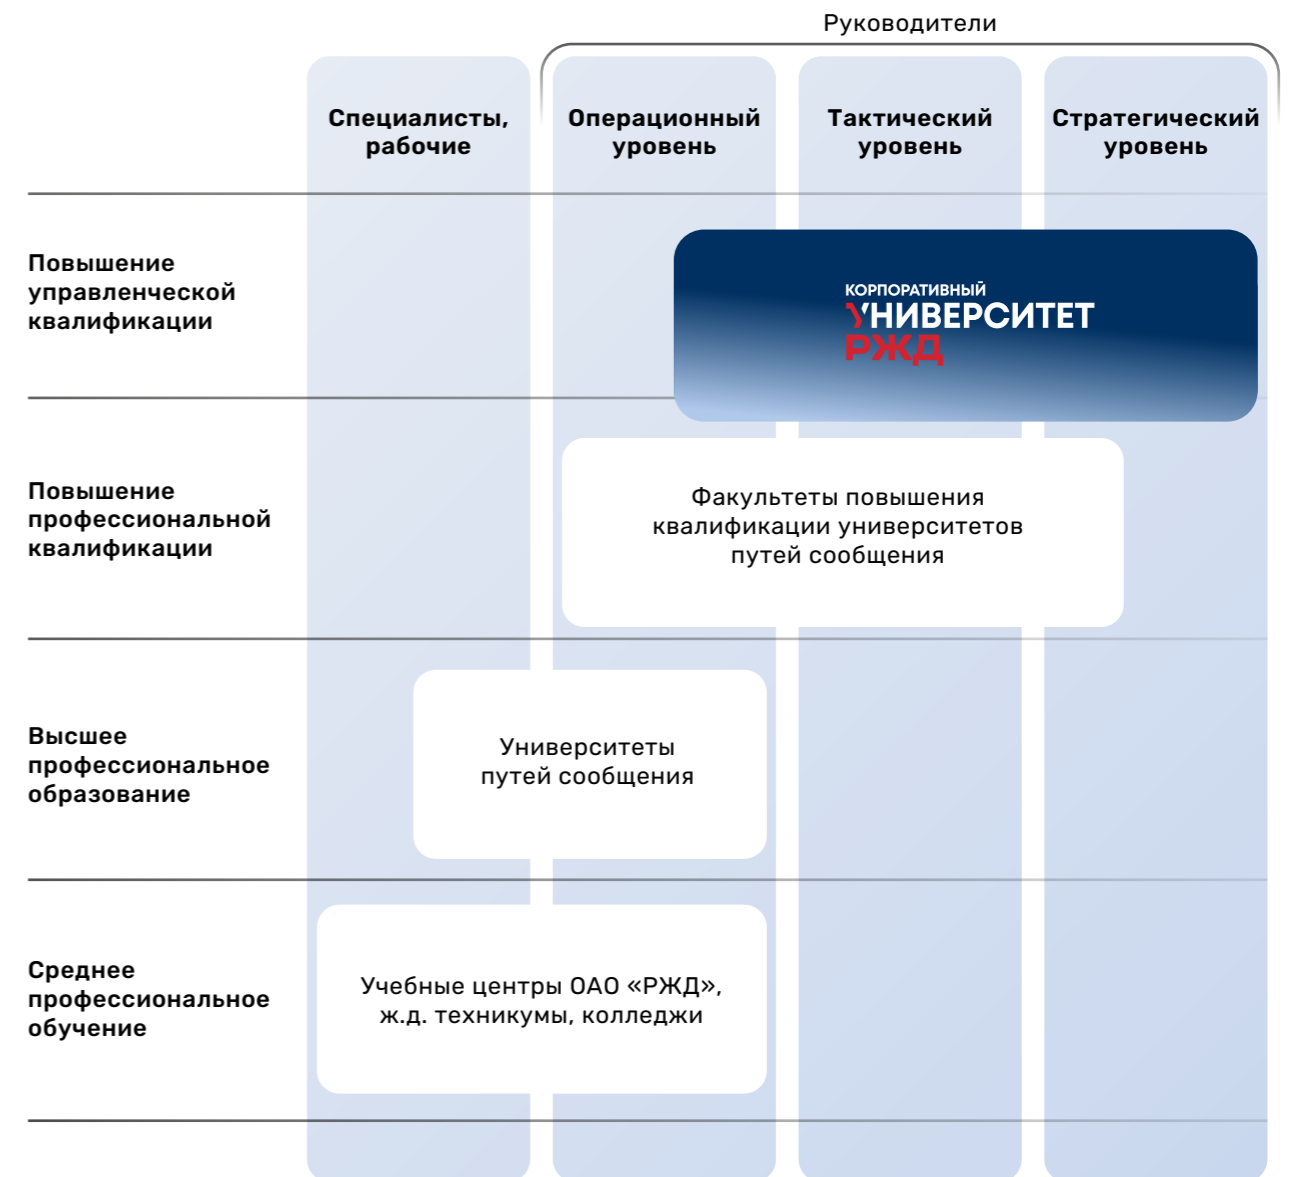 Руководители
Специалисты,
рабочие
Операционный
уровень
Тактический
уровень
Стратегический
уровень
Повышение
управленческой
квалификации
КОРПОРАТИВНЫЙ
УНИВЕРСИТЕТ
РЖД
Повышение
профессиональной
квалификации
Факультеты повышения
квалификации университетов
путей сообщения
Высшее
профессиональное
образование
Университеты
путей сообщения
Среднее
профессиональное
обучение
Учебные центры ОАО «РЖД»,
ж.д. техникумы, колледжи